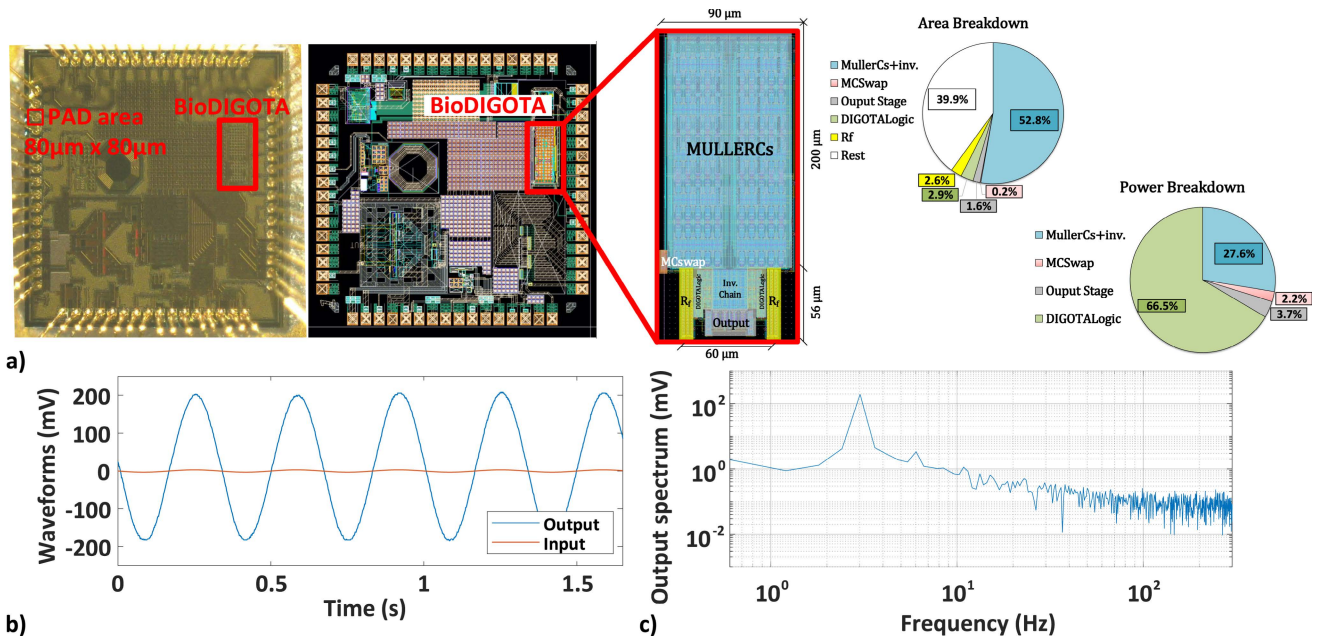 BioDIGOTA
PAD area
80µm x 80µm
BioDIGOTA
90 µm
MULLERCs
200 µm
MCswap
DIGOTALogic
Inv.
Chain
DIGOTALogic
Rf
Rf
Output
56 µm
60 µm
Area Breakdown
MullerCs+inv.
MCSwap
Ouput Stage
DIGOTALogic
Rf
Rest
39.9%
52.8%
2.6%
2.9%
1.6%
0.2%
Power Breakdown
MullerCs+inv.
MCSwap
Ouput Stage
DIGOTALogic
27.6%
66.5%
2.2%
3.7%
a)
Waveforms (mV)
200
100
0
-100
-200
Output
Input
0
0.5
1
1.5
Time (s)
b)
Output spectrum (mV)
10²
10⁰
10⁻²
10⁰
10¹
10²
Frequency (Hz)
c)